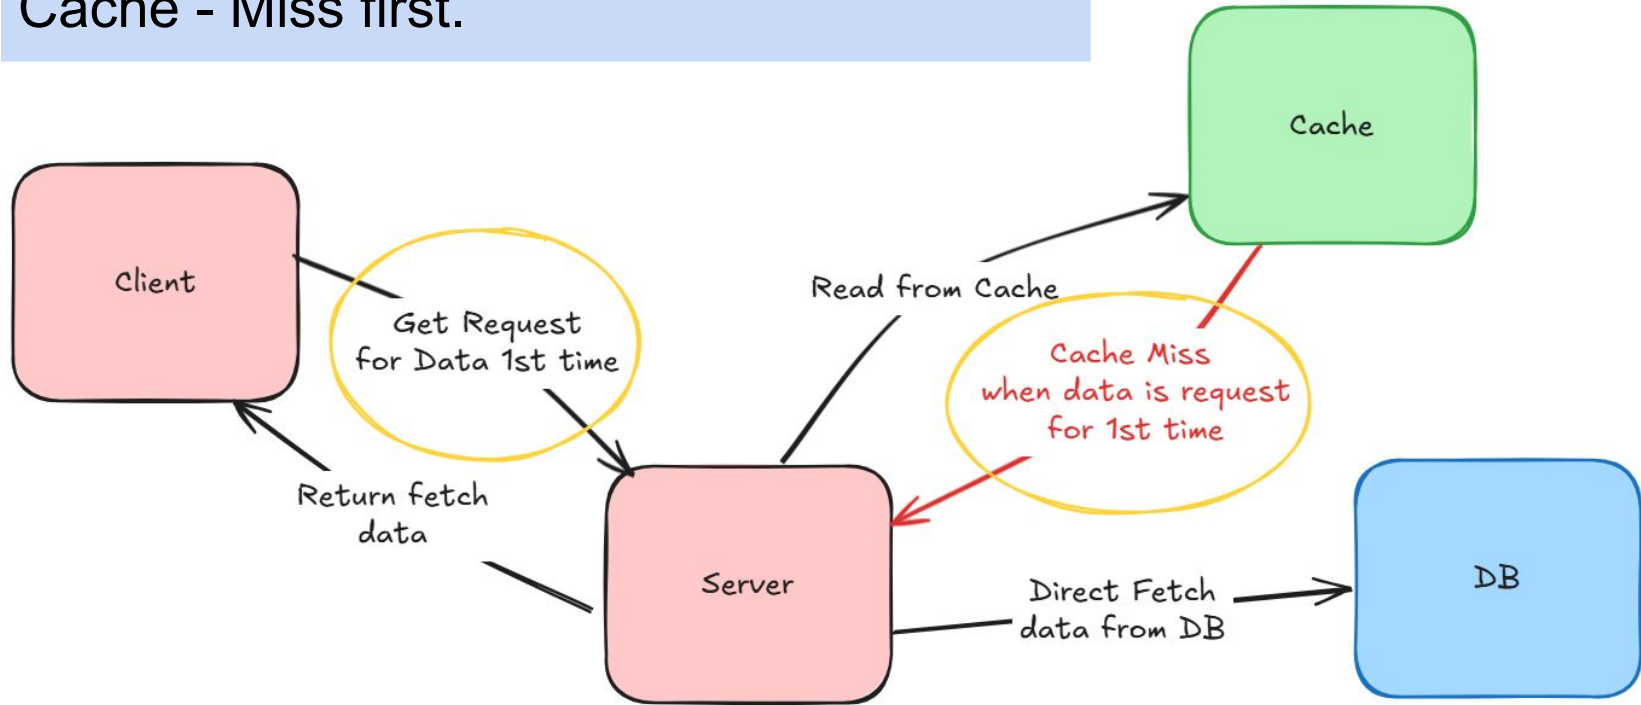 Cache - Miss first.
Cache
Client
Read from Cache
Get Request
for Data 1st time
Cache Miss
when data is request
for 1st time
Return fetch
data
Server
Direct Fetch
data from DB
DB